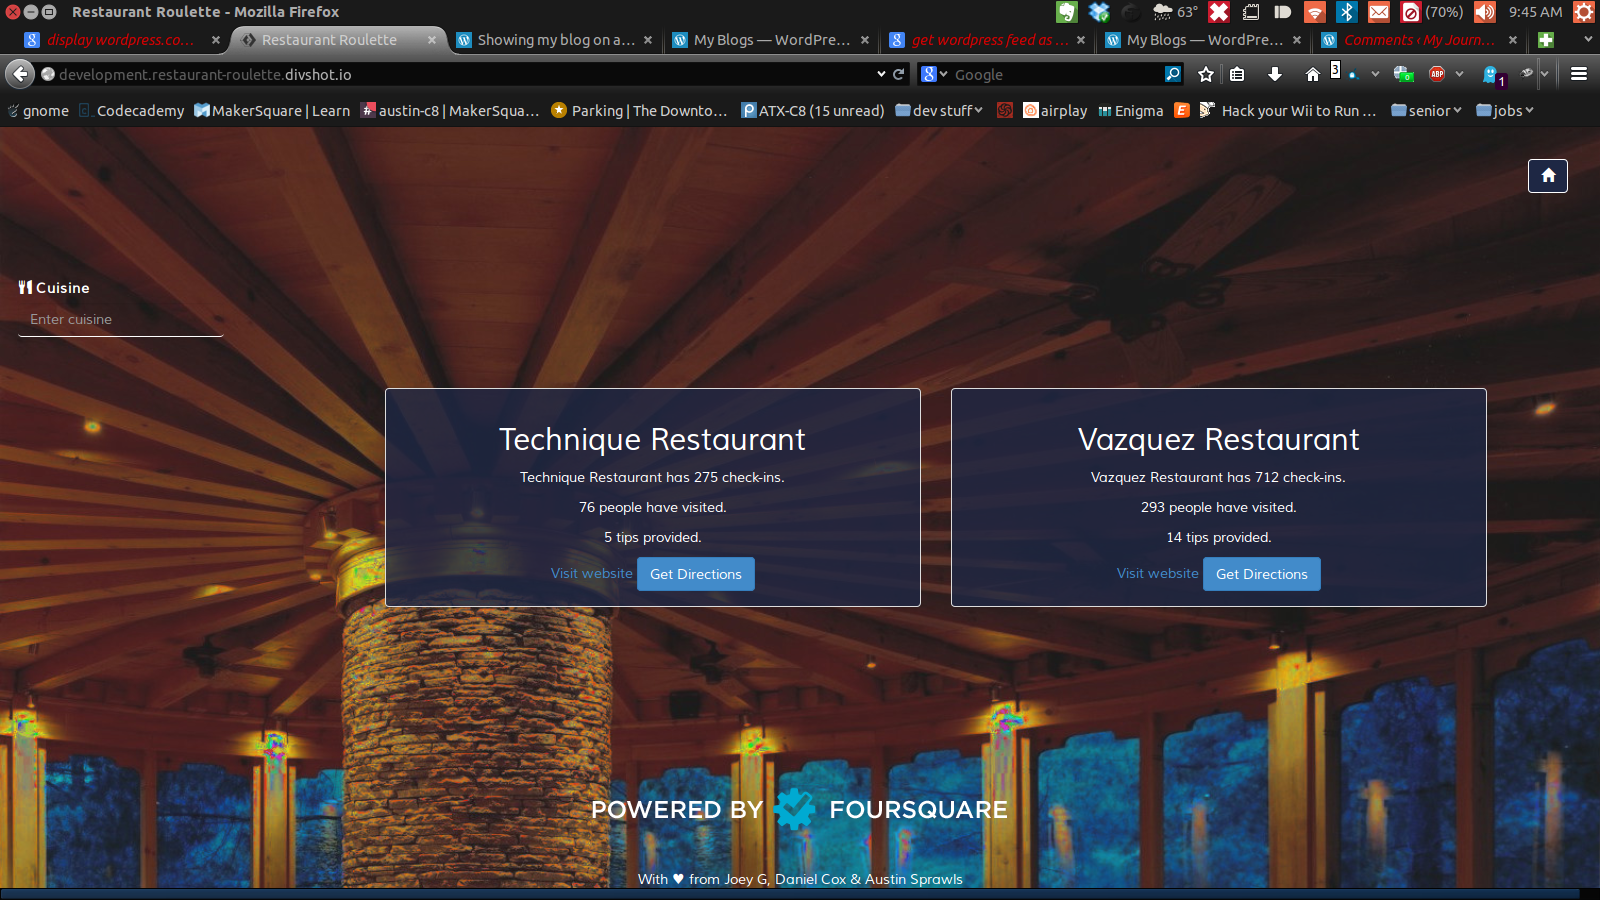 Restaurant Roulette - Mozilla Firefox
63° (70%) 9:45 AM
display wordpress.co...
Restaurant Roulette
Showing my blog on a...
My Blogs — WordPre...
get wordpress feed as ...
My Blogs — WordPre...
Comments ‹ My Journ...
development.restaurant-roulette.divshot.io
Google
3
0
ABP
1
gnome
Codecademy
MakerSquare | Learn
austin-c8 | MakerSqua...
Parking | The Downto...
ATX-C8 (15 unread)
dev stuff
airplay
Enigma
Hack your Wii to Run ...
senior
jobs
Cuisine
Enter cuisine
Technique Restaurant
Technique Restaurant has 275 check-ins.
76 people have visited.
5 tips provided.
Visit website Get Directions
Vazquez Restaurant
Vazquez Restaurant has 712 check-ins.
293 people have visited.
14 tips provided.
Visit website Get Directions
POWERED BY FOURSQUARE
With ♥ from Joey G, Daniel Cox & Austin Sprawls